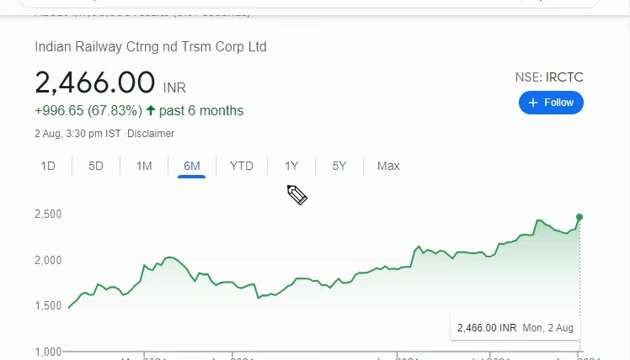 Indian Railway Ctrng nd Trsm Corp Ltd
2,466.00 INR
NSE: IRCTC
+996.65 (67.83%) ↑ past 6 months
+ Follow
2 Aug, 3:30 pm IST · Disclaimer
1D 5D 1M 6M YTD 1Y 5Y Max
2,500
2,000
1,500
2,466.00 INR Mon, 2 Aug
1,000